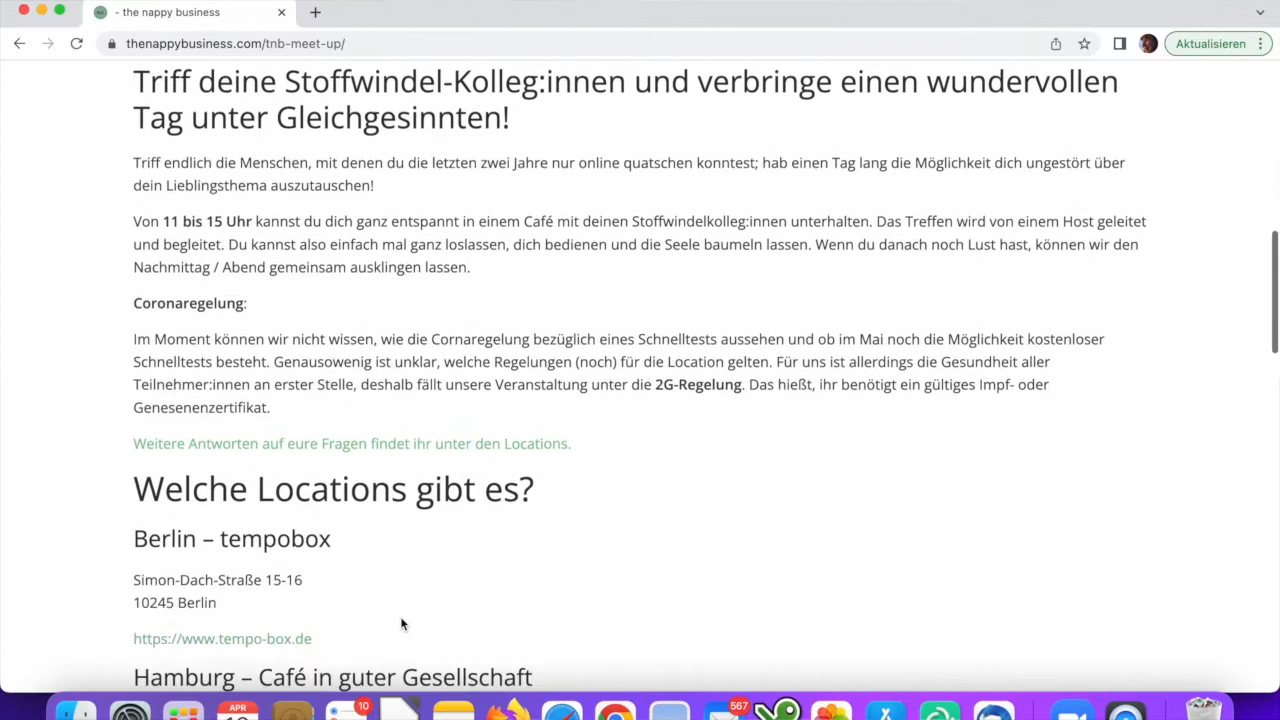 - the nappy business
thenappybusiness.com/tnb-meet-up/
Aktualisieren
Triff deine Stoffwindel-Kolleg:innen und verbringe einen wundervollen
Tag unter Gleichgesinnten!
Triff endlich die Menschen, mit denen du die letzten zwei Jahre nur online quatschen konntest; hab einen Tag lang die Möglichkeit dich ungestört über
dein Lieblingsthema auszutauschen!
Von 11 bis 15 Uhr kannst du dich ganz entspannt in einem Café mit deinen Stoffwindelkolleg:innen unterhalten. Das Treffen wird von einem Host geleitet
und begleitet. Du kannst also einfach mal ganz loslassen, dich bedienen und die Seele baumeln lassen. Wenn du danach noch Lust hast, können wir den
Nachmittag / Abend gemeinsam ausklingen lassen.
Coronaregelung:
Im Moment können wir nicht wissen, wie die Cornaregelung bezüglich eines Schnelltests aussehen und ob im Mai noch die Möglichkeit kostenloser
Schnelltests besteht. Genausowenig ist unklar, welche Regelungen (noch) für die Location gelten. Für uns ist allerdings die Gesundheit aller
Teilnehmer:innen an erster Stelle, deshalb fällt unsere Veranstaltung unter die 2G-Regelung. Das hießt, ihr benötigt ein gültiges Impf- oder
Genesenenzertifikat.
Weitere Antworten auf eure Fragen findet ihr unter den Locations.
Welche Locations gibt es?
Berlin – tempobox
Simon-Dach-Straße 15-16
10245 Berlin
https://www.tempo-box.de
Hamburg – Café in guter Gesellschaft
APR
10
567